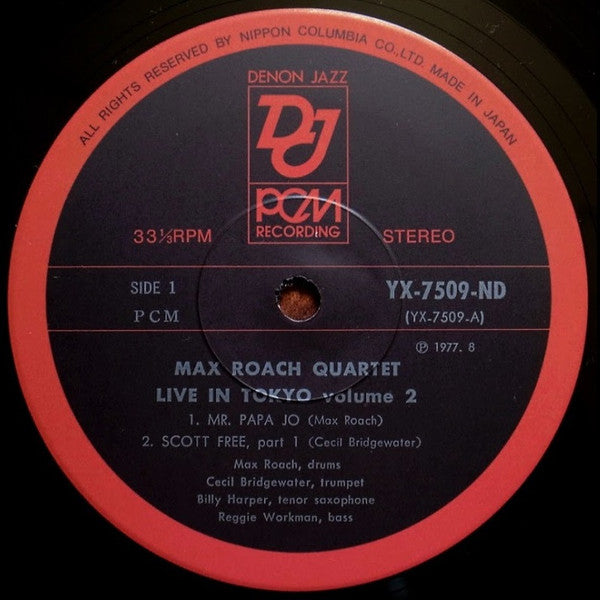 ALL RIGHTS RESERVED BY NIPPON COLUMBIA CO.,LTD. MADE IN JAPAN
DENON JAZZ
DJ
PCM
RECORDING
33⅓RPM
STEREO
SIDE 1
YX-7509-ND
PCM
(YX-7509-A)
Ⓟ 1977. 8
MAX ROACH QUARTET
LIVE IN TOKYO volume 2
1. MR. PAPA JO (Max Roach)
2. SCOTT FREE, part 1 (Cecil Bridgewater)
Max Roach, drums
Cecil Bridgewater, trumpet
Billy Harper, tenor saxophone
Reggie Workman, bass